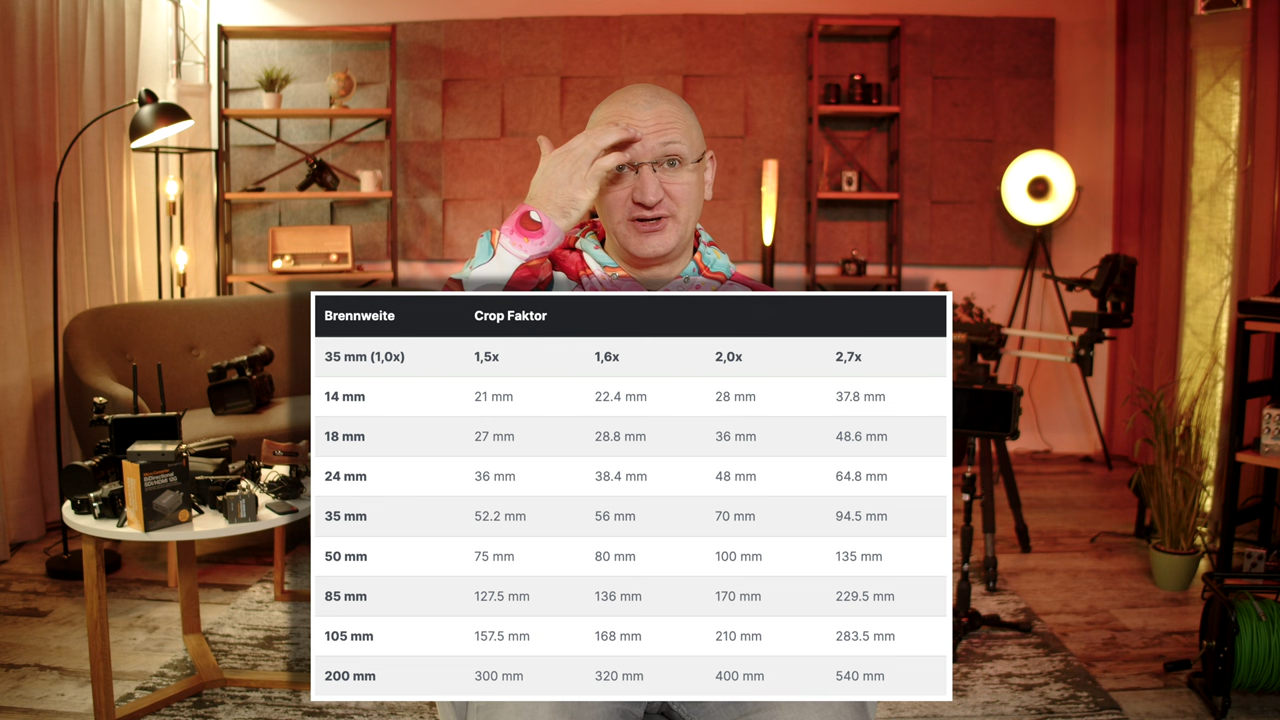 Brennweite Crop Faktor
35 mm (1,0x) 1,5x 1,6x 2,0x 2,7x
14 mm 21 mm 22.4 mm 28 mm 37.8 mm
18 mm 27 mm 28.8 mm 36 mm 48.6 mm
24 mm 36 mm 38.4 mm 48 mm 64.8 mm
35 mm 52.2 mm 56 mm 70 mm 94.5 mm
50 mm 75 mm 80 mm 100 mm 135 mm
85 mm 127.5 mm 136 mm 170 mm 229.5 mm
105 mm 157.5 mm 168 mm 210 mm 283.5 mm
200 mm 300 mm 320 mm 400 mm 540 mm
BiDirectional
SDI/HDMI 12G